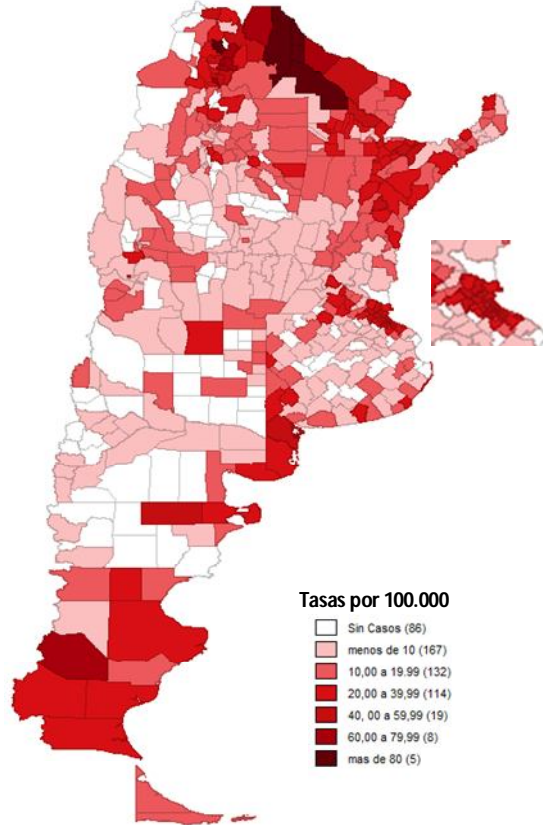 Tasas por 100.000
Sin Casos (86)
menos de 10 (167)
10,00 a 19.99 (132)
20,00 a 39,99 (114)
40, 00 a 59,99 (19)
60,00 a 79,99 (8)
mas de 80 (5)